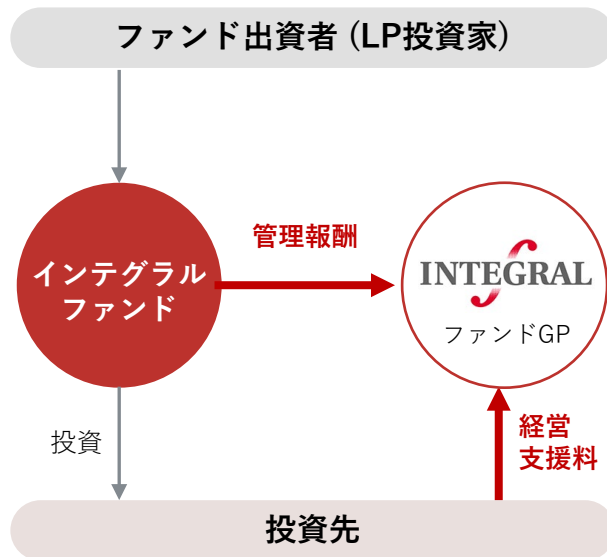 ファンド出資者 (LP投資家)
管理報酬
インテグラル
ファンド
INTEGRAL
ファンドGP
投資
経営
支援料
投資先